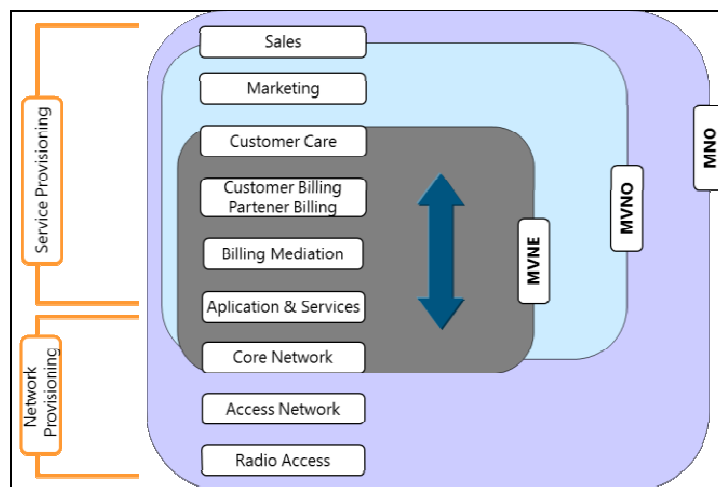 Sales
Marketing
Customer Care
Customer Billing
Partener Billing
Billing Mediation
Aplication & Services
Core Network
Access Network
Radio Access
Service Provisioning
Network
Provisioning
MVNE
MVNO
MNO